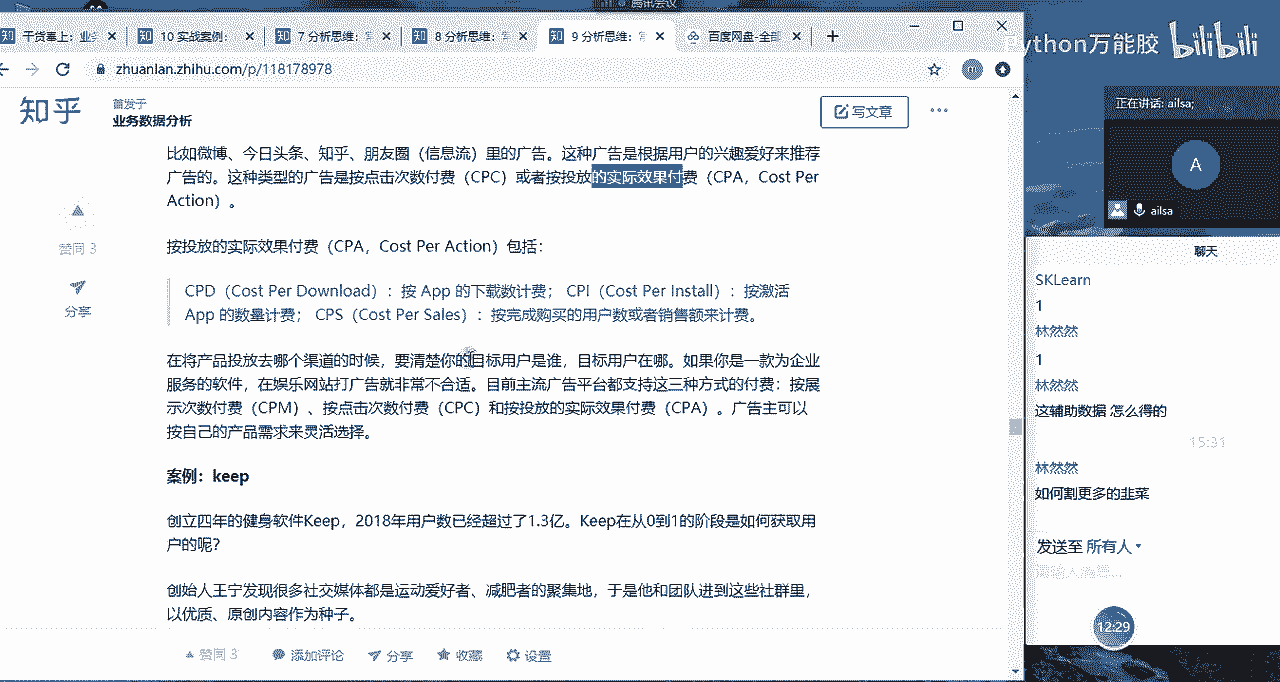 腾讯会议
干货塞上：业务
10 实战案例：
7 分析思维：常
8 分析思维：常
9 分析思维：常
百度网盘-全部
zhuanlan.zhihu.com/p/118178978
Python万能胶 bilibili
知乎
首发于
业务数据分析
写文章
比如微博、今日头条、知乎、朋友圈（信息流）里的广告。这种广告是根据用户的兴趣爱好来推荐
广告的。这种类型的广告是按点击次数付费（CPC）或者按投放的实际效果付费（CPA，Cost Per
Action）。
按投放的实际效果付费（CPA，Cost Per Action）包括：
CPD（Cost Per Download）：按 App 的下载数计费； CPI（Cost Per Install）：按激活
App 的数量计费； CPS（Cost Per Sales）：按完成购买的用户数或者销售额来计费。
在将产品投放去哪个渠道的时候，要清楚你的目标用户是谁，目标用户在哪。如果你是一款为企业
服务的软件，在娱乐网站打广告就非常不合适。目前主流广告平台都支持这三种方式的付费：按展
示次数付费（CPM）、按点击次数付费（CPC）和按投放的实际效果付费（CPA）。广告主可以
按自己的产品需求来灵活选择。
案例：keep
创立四年的健身软件Keep，2018年用户数已经超过了1.3亿。Keep在从0到1的阶段是如何获取用
户的呢？
创始人王宁发现很多社交媒体都是运动爱好者、减肥者的聚集地，于是他和团队进到这些社群里，
以优质、原创内容作为种子。
赞同 3
分享
赞同 3
添加评论
分享
收藏
设置
正在讲话: ailsa;
A
ailsa
聊天
SKLearn
1
林然然
1
林然然
这辅助数据 怎么得的
15:31
林然然
如何割更多的韭菜
发送至 所有人
请输入消息...
12:29